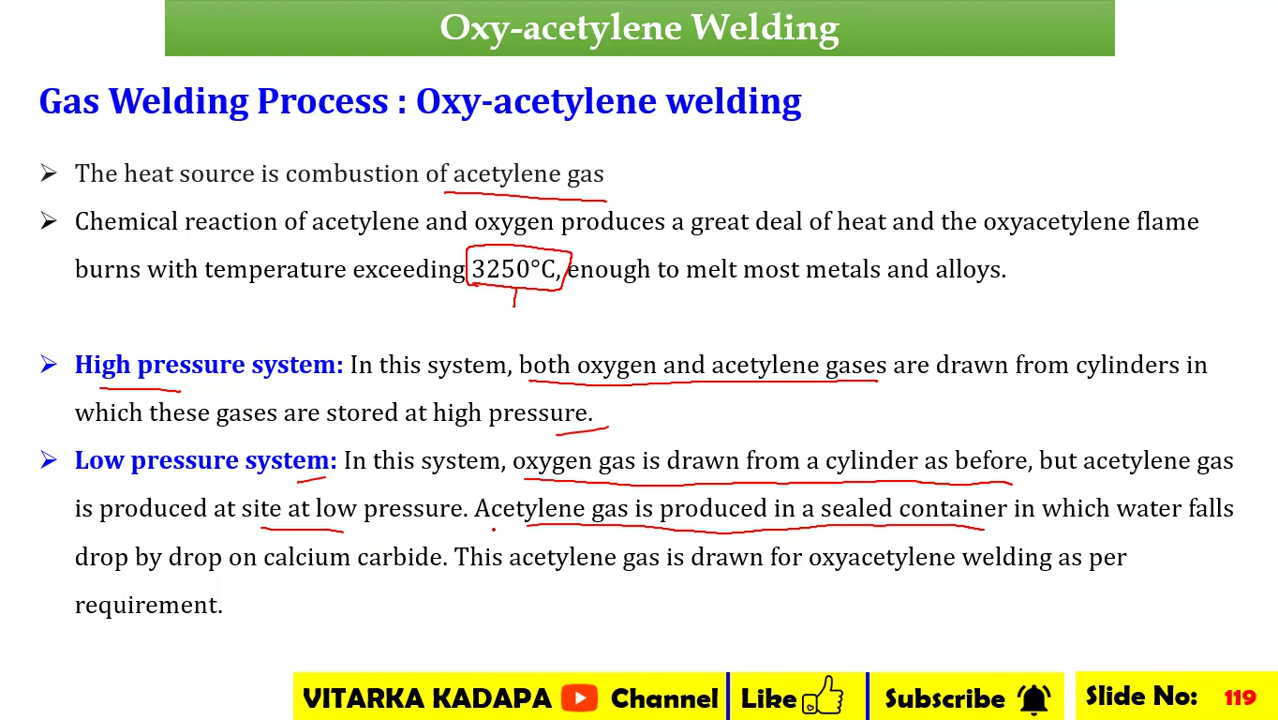 Oxy-acetylene Welding
Gas Welding Process : Oxy-acetylene welding
➢ The heat source is combustion of acetylene gas
➢ Chemical reaction of acetylene and oxygen produces a great deal of heat and the oxyacetylene flame
burns with temperature exceeding 3250°C, enough to melt most metals and alloys.
➢ High pressure system: In this system, both oxygen and acetylene gases are drawn from cylinders in
which these gases are stored at high pressure.
➢ Low pressure system: In this system, oxygen gas is drawn from a cylinder as before, but acetylene gas
is produced at site at low pressure. Acetylene gas is produced in a sealed container in which water falls
drop by drop on calcium carbide. This acetylene gas is drawn for oxyacetylene welding as per
requirement.
VITARKA KADAPA Channel Like Subscribe Slide No: 119